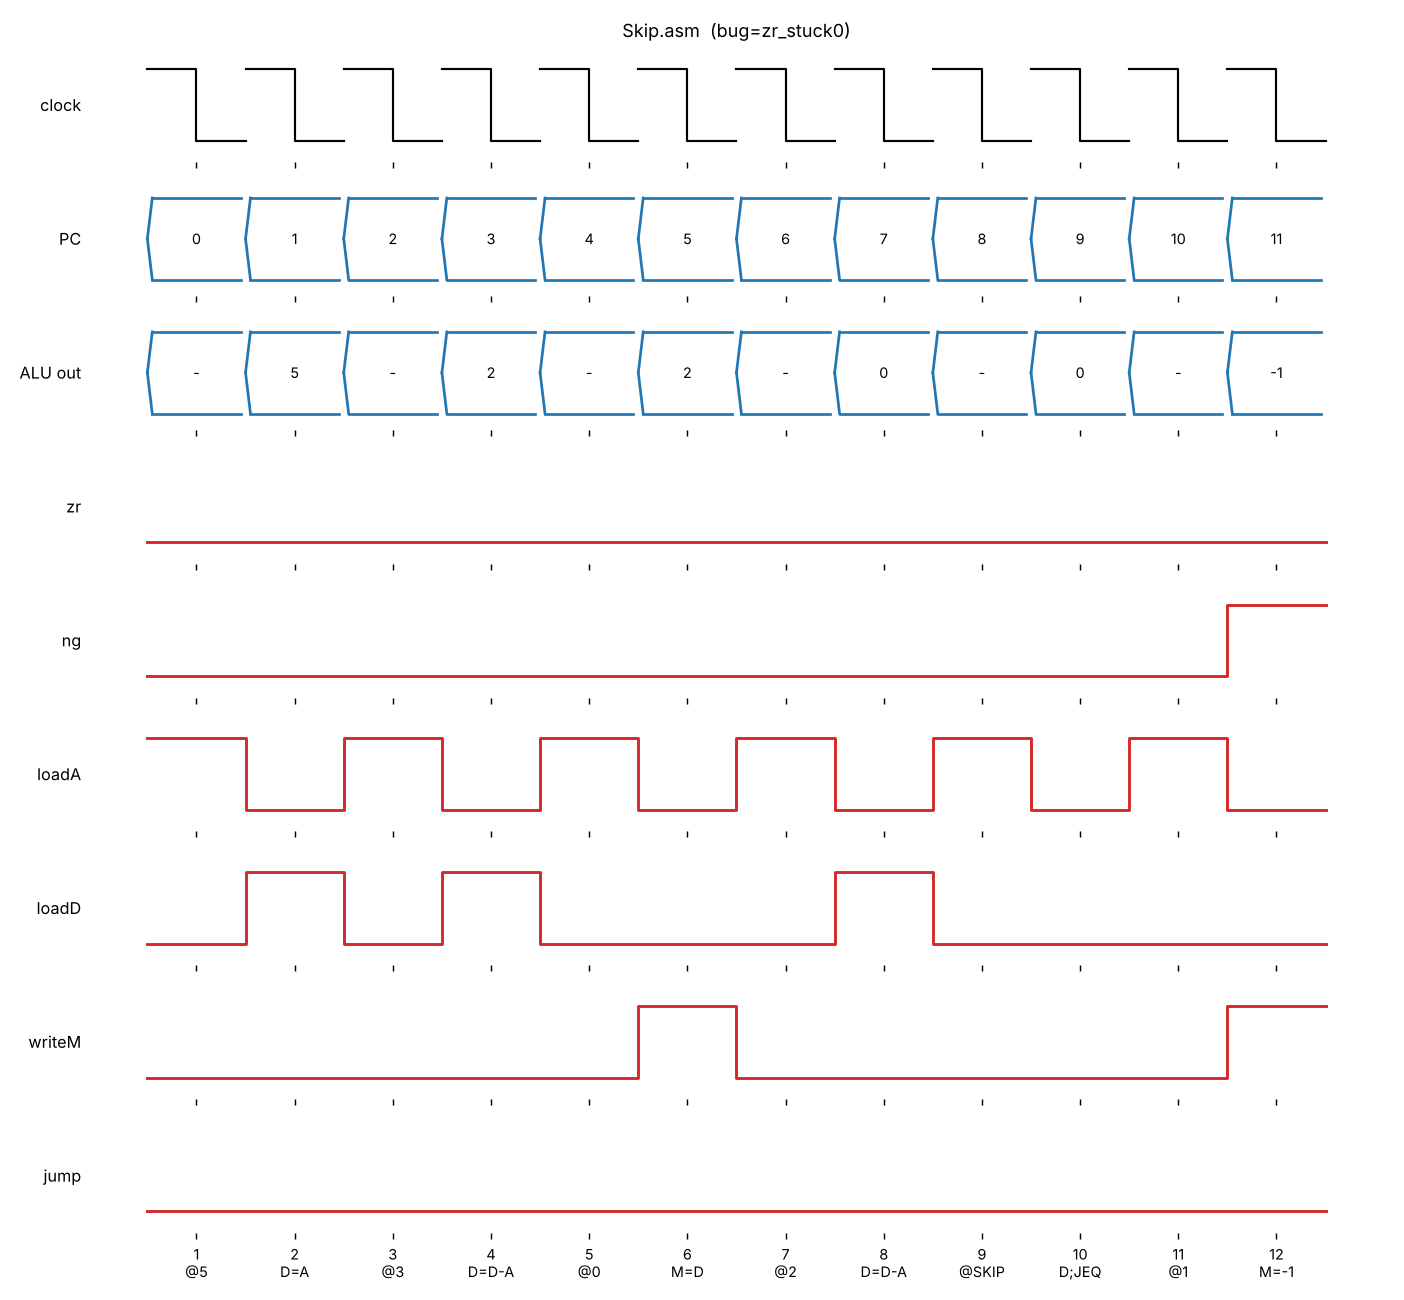 Skip.asm (bug=zr_stuck0)
clock
PC 0 1 2 3 4 5 6 7 8 9 10 11
ALU out - 5 - 2 - 2 - 0 - 0 - -1
zr
ng
loadA
loadD
writeM
jump
1 2 3 4 5 6 7 8 9 10 11 12
@5 D=A @3 D=D-A @0 M=D @2 D=D-A @SKIP D;JEQ @1 M=-1